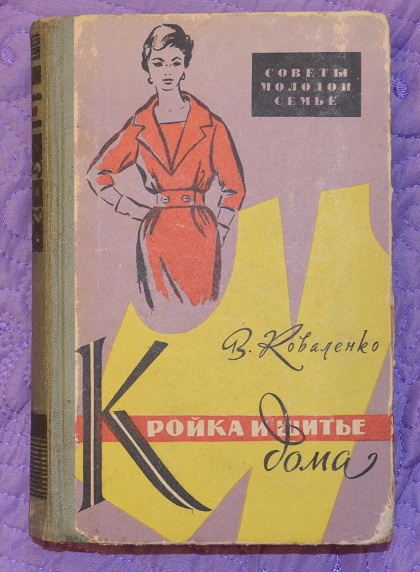 СОВЕТЫ
МОЛОДОЙ
СЕМЬЕ
В. Коваленко
КРОЙКА И ШИТЬЕ
дома